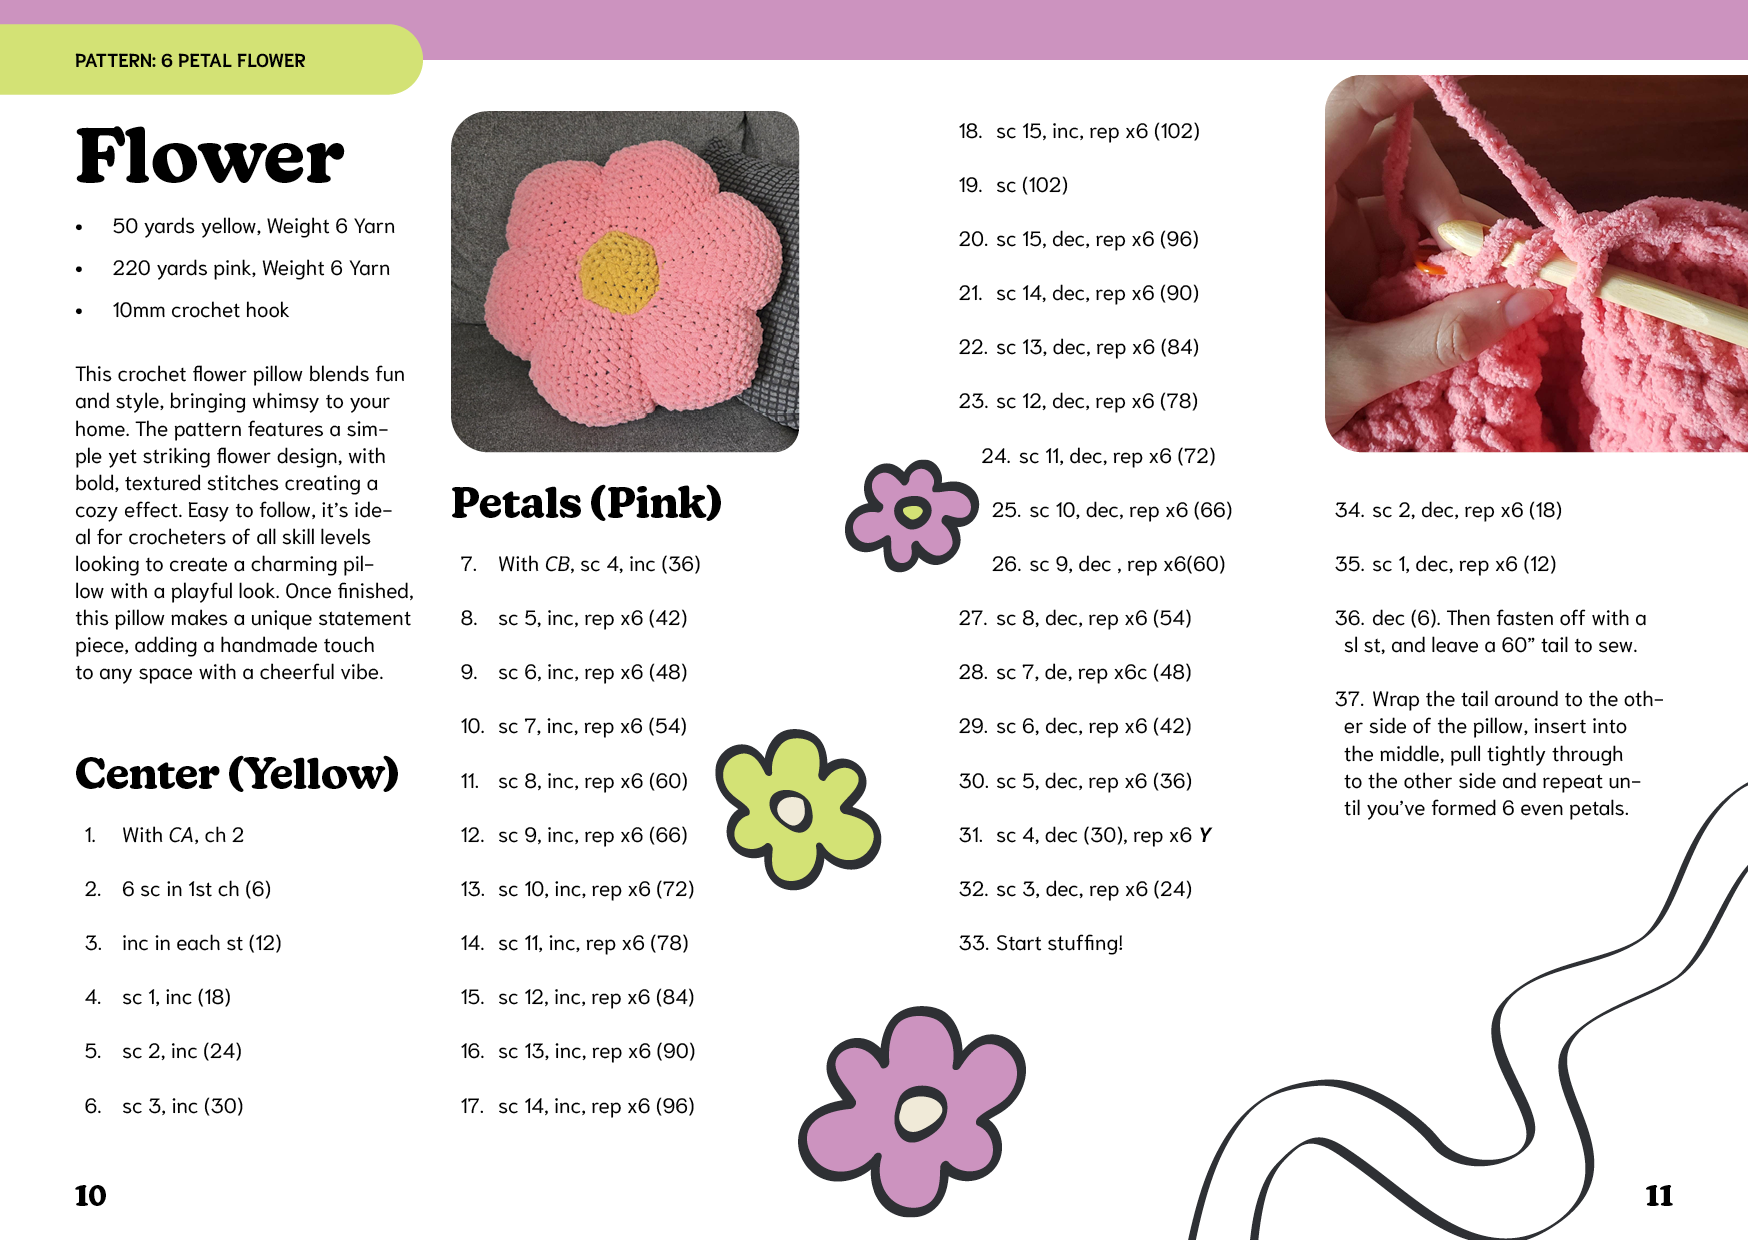 PATTERN: 6 PETAL FLOWER
Flower
• 50 yards yellow, Weight 6 Yarn
• 220 yards pink, Weight 6 Yarn
• 10mm crochet hook
This crochet flower pillow blends fun
and style, bringing whimsy to your
home. The pattern features a sim-
ple yet striking flower design, with
bold, textured stitches creating a
cozy effect. Easy to follow, it's ide-
al for crocheters of all skill levels
looking to create a charming pil-
low with a playful look. Once finished,
this pillow makes a unique statement
piece, adding a handmade touch
to any space with a cheerful vibe.
Center (Yellow)
1. With CA, ch 2
2. 6 sc in 1st ch (6)
3. inc in each st (12)
4. sc 1, inc (18)
5. sc 2, inc (24)
6. sc 3, inc (30)
Petals (Pink)
7. With CB, sc 4, inc (36)
8. sc 5, inc, rep x6 (42)
9. sc 6, inc, rep x6 (48)
10. sc 7, inc, rep x6 (54)
11. sc 8, inc, rep x6 (60)
12. sc 9, inc, rep x6 (66)
13. sc 10, inc, rep x6 (72)
14. sc 11, inc, rep x6 (78)
15. sc 12, inc, rep x6 (84)
16. sc 13, inc, rep x6 (90)
17. sc 14, inc, rep x6 (96)
18. sc 15, inc, rep x6 (102)
19. sc (102)
20. sc 15, dec, rep x6 (96)
21. sc 14, dec, rep x6 (90)
22. sc 13, dec, rep x6 (84)
23. sc 12, dec, rep x6 (78)
24. sc 11, dec, rep x6 (72)
25. sc 10, dec, rep x6 (66)
26. sc 9, dec , rep x6(60)
27. sc 8, dec, rep x6 (54)
28. sc 7, de, rep x6c (48)
29. sc 6, dec, rep x6 (42)
30. sc 5, dec, rep x6 (36)
31. sc 4, dec (30), rep x6 Y
32. sc 3, dec, rep x6 (24)
33. Start stuffing!
34. sc 2, dec, rep x6 (18)
35. sc 1, dec, rep x6 (12)
36. dec (6). Then fasten off with a
sl st, and leave a 60” tail to sew.
37. Wrap the tail around to the oth-
er side of the pillow, insert into
the middle, pull tightly through
to the other side and repeat un-
til you've formed 6 even petals.
10
11